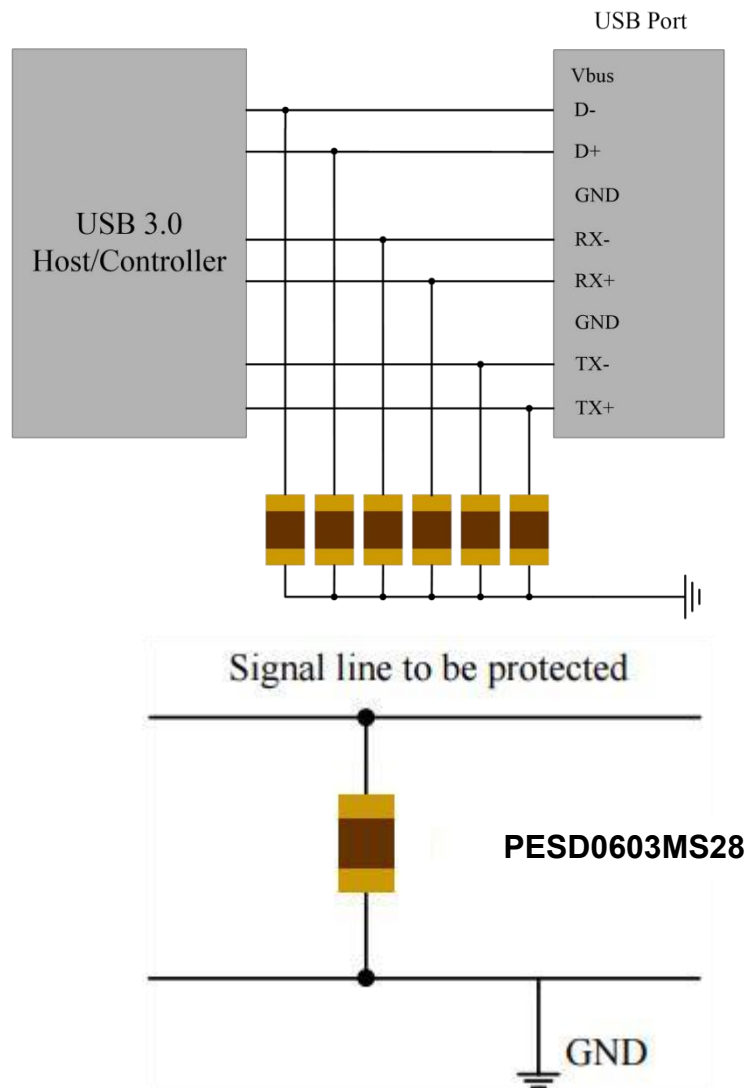 USB Port
Vbus
D-
D+
GND
USB 3.0
Host/Controller
RX-
RX+
GND
TX-
TX+
Signal line to be protected
PESD0603MS28
GND